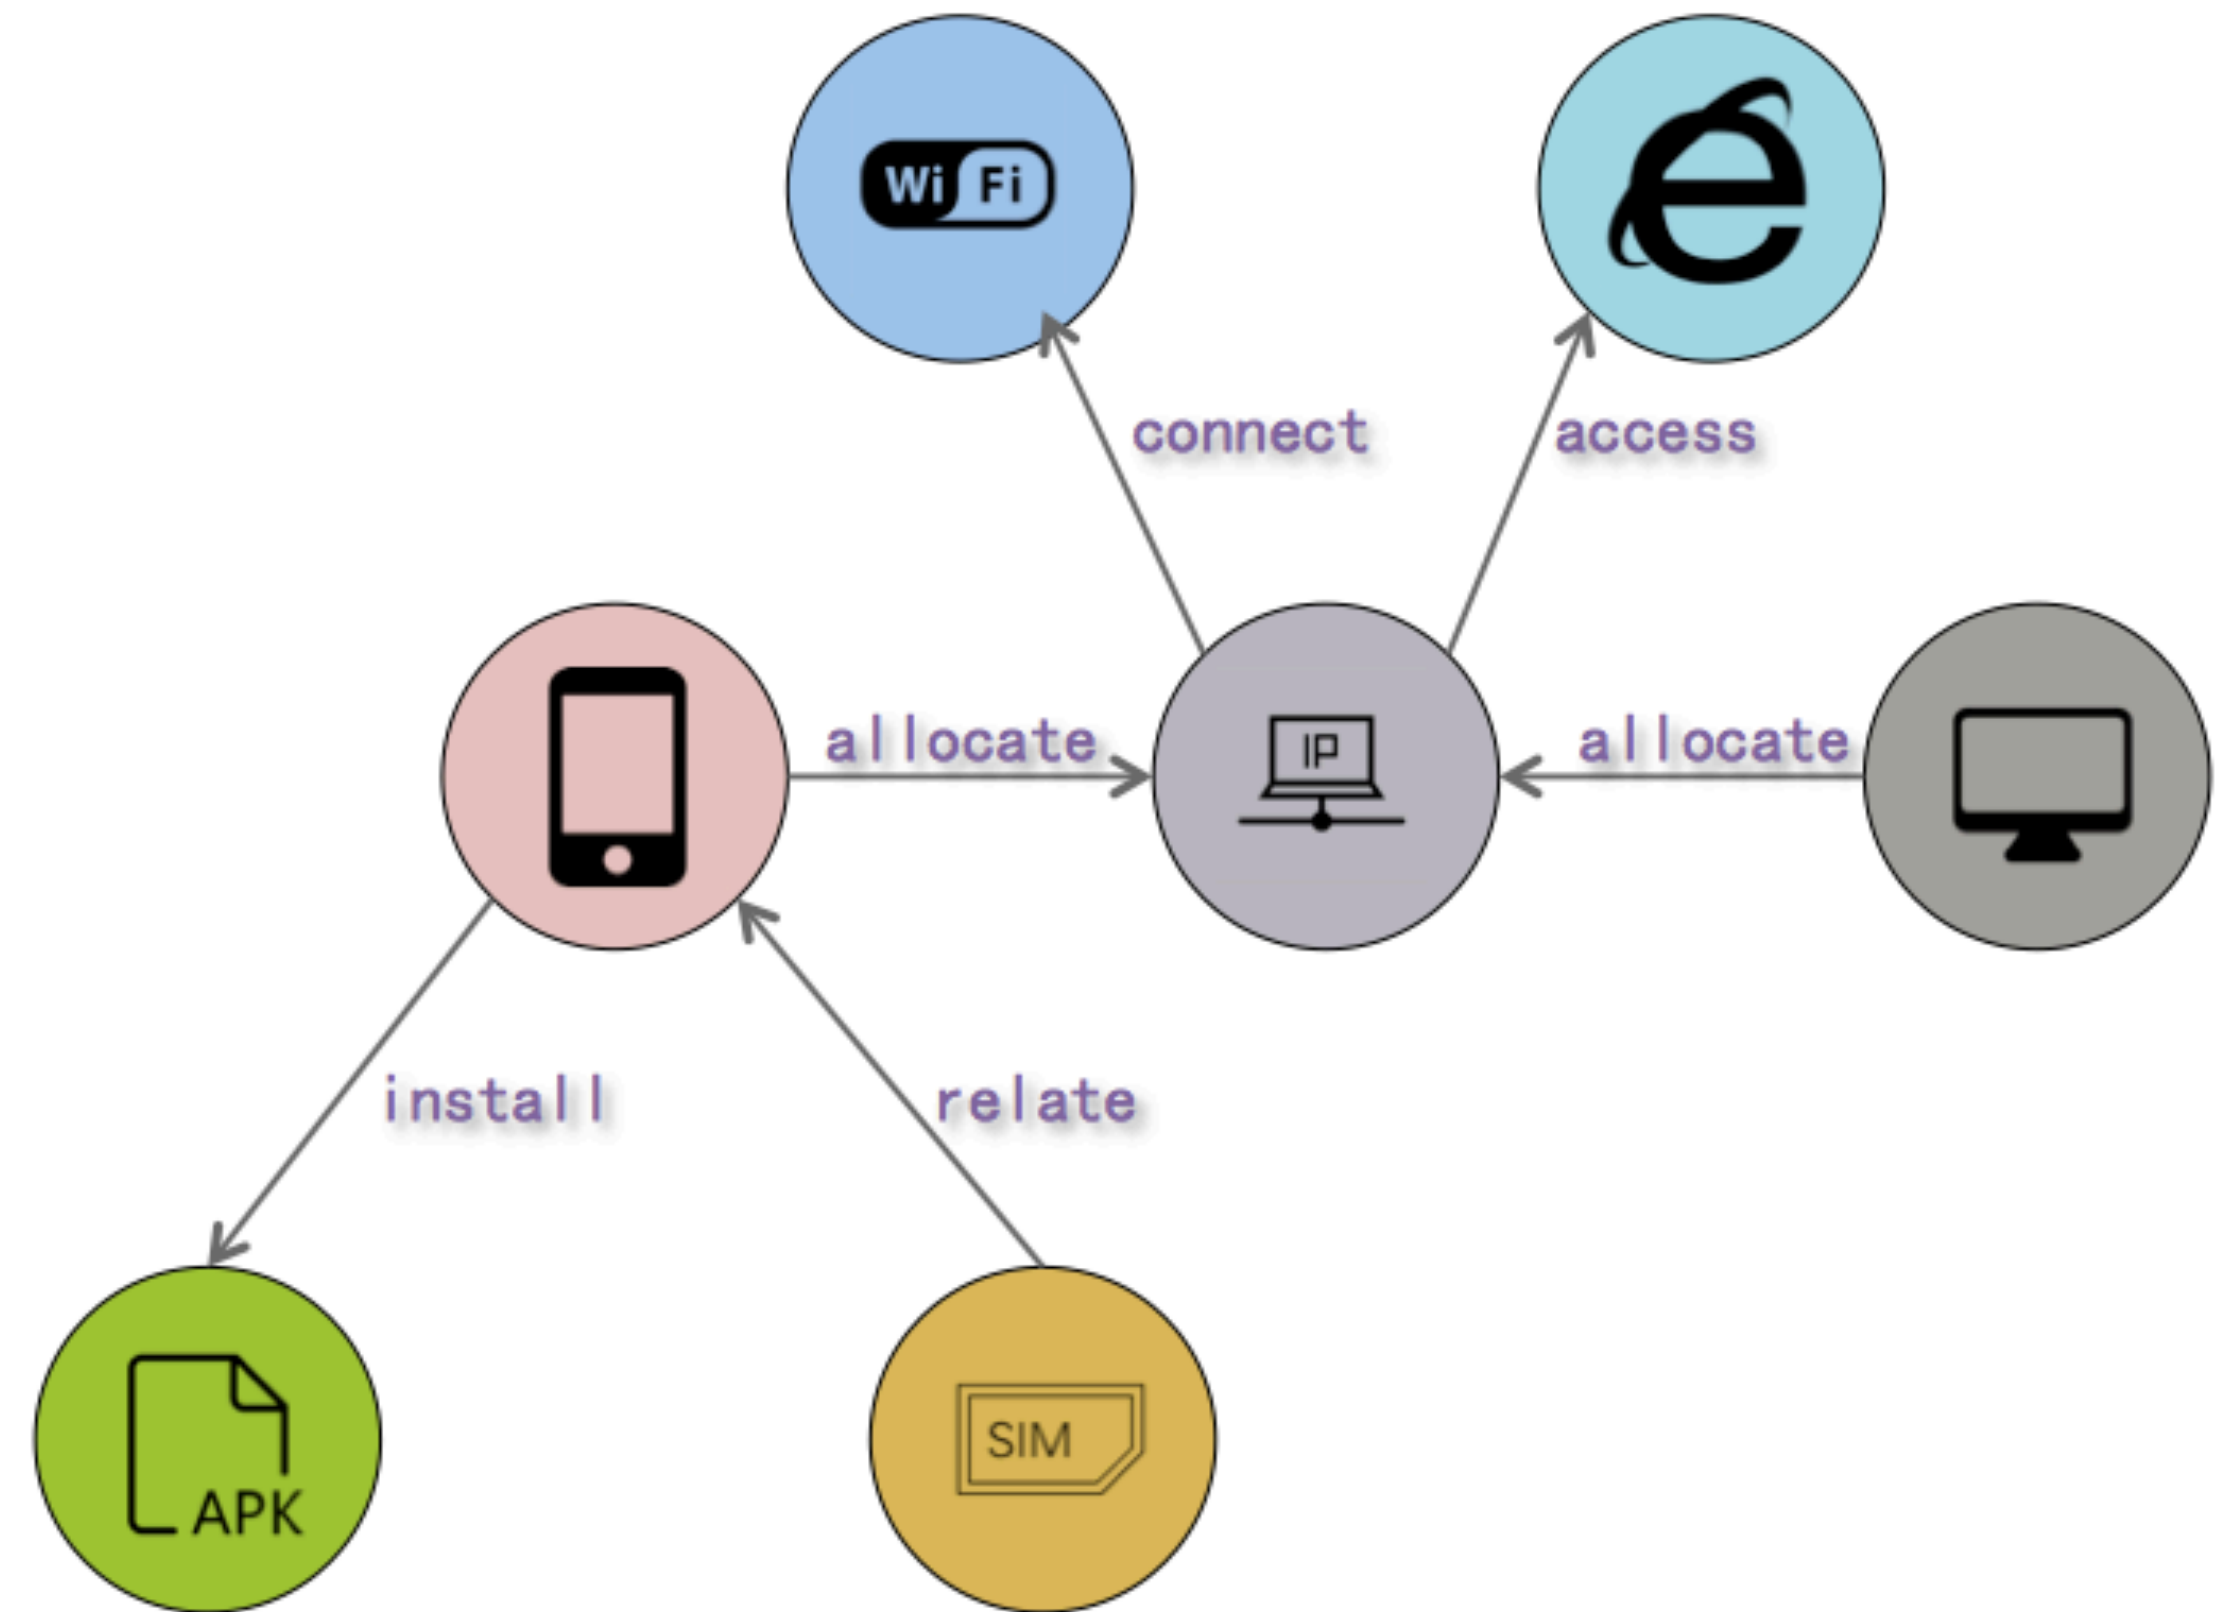 Wi Fi
e
connect
access
allocate
IP
allocate
install
relate
APK
SIM